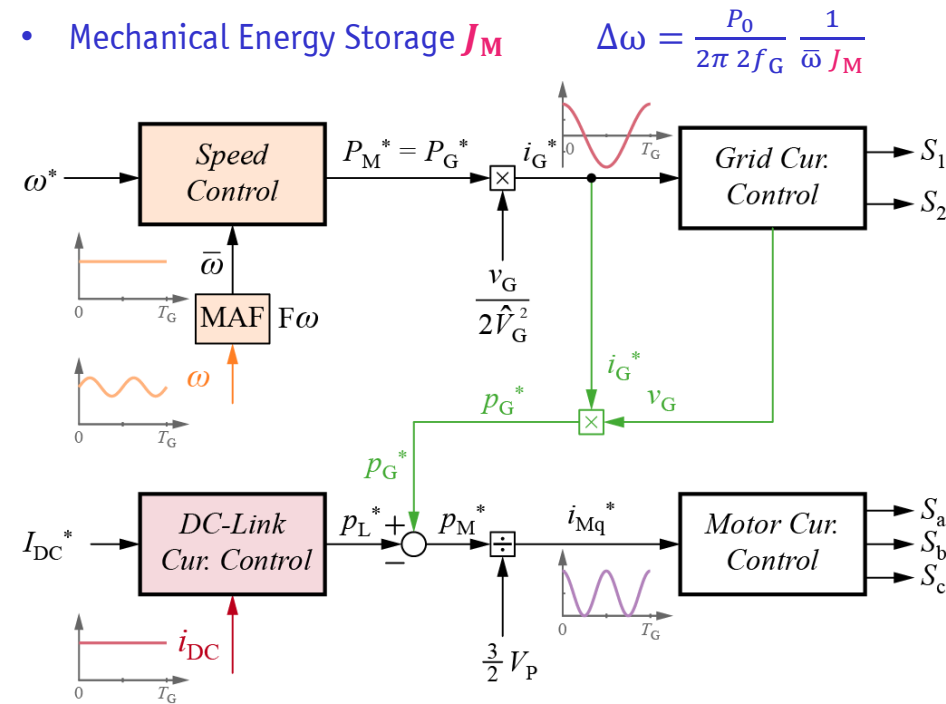 • Mechanical Energy Storage J_M Δω = P_0 / (2π 2f_G) 1 / (ω̅ J_M)
ω*
Speed
Control
P_M* = P_G*
×
i_G*
0
T_G
Grid Cur.
Control
S_1
S_2
ω̅
0
T_G
MAF
Fω
v_G
2V̂_G²
ω
0
T_G
i_G*
p_G*
v_G
×
p_G*
I_DC*
DC-Link
Cur. Control
p_L*
+
−
p_M*
÷
i_Mq*
Motor Cur.
Control
S_a
S_b
S_c
0
T_G
i_DC
0
T_G
3/2 V_P